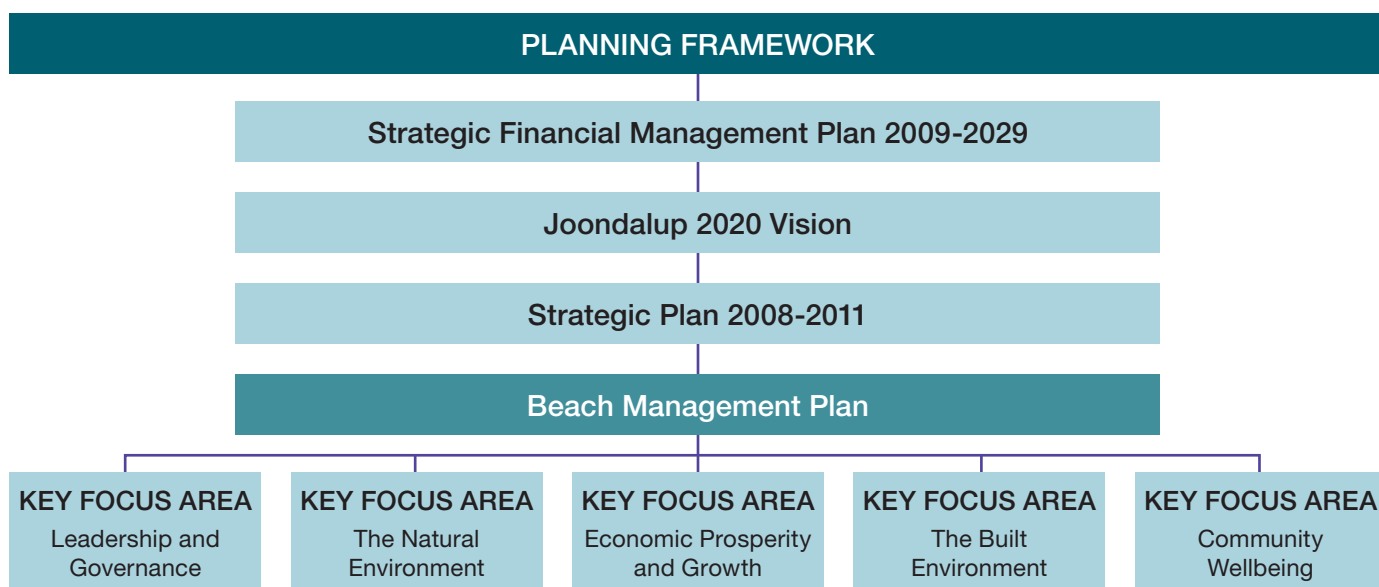 PLANNING FRAMEWORK
Strategic Financial Management Plan 2009-2029
Joondalup 2020 Vision
Strategic Plan 2008-2011
Beach Management Plan
KEY FOCUS AREA
Leadership and
Governance
KEY FOCUS AREA
The Natural
Environment
KEY FOCUS AREA
Economic Prosperity
and Growth
KEY FOCUS AREA
The Built
Environment
KEY FOCUS AREA
Community
Wellbeing